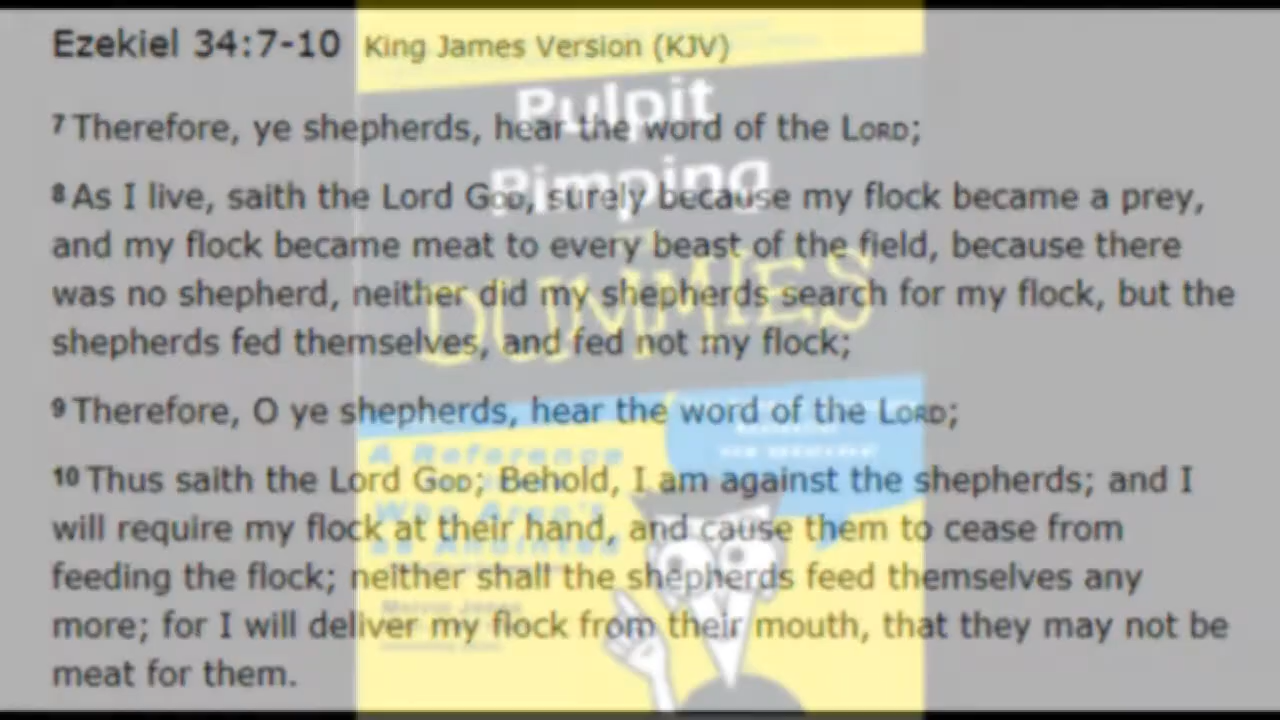 Ezekiel 34:7-10 King James Version (KJV)
7 Therefore, ye shepherds, hear the word of the LORD;
8 As I live, saith the Lord GOD, surely because my flock became a prey,
and my flock became meat to every beast of the field, because there
was no shepherd, neither did my shepherds search for my flock, but the
shepherds fed themselves, and fed not my flock;
9 Therefore, O ye shepherds, hear the word of the LORD;
10 Thus saith the Lord GOD; Behold, I am against the shepherds; and I
will require my flock at their hand, and cause them to cease from
feeding the flock; neither shall the shepherds feed themselves any
more; for I will deliver my flock from their mouth, that they may not be
meat for them.
Pulpit
Pimping
DUMMIES
A Reference
Who Aren't
as Anointed